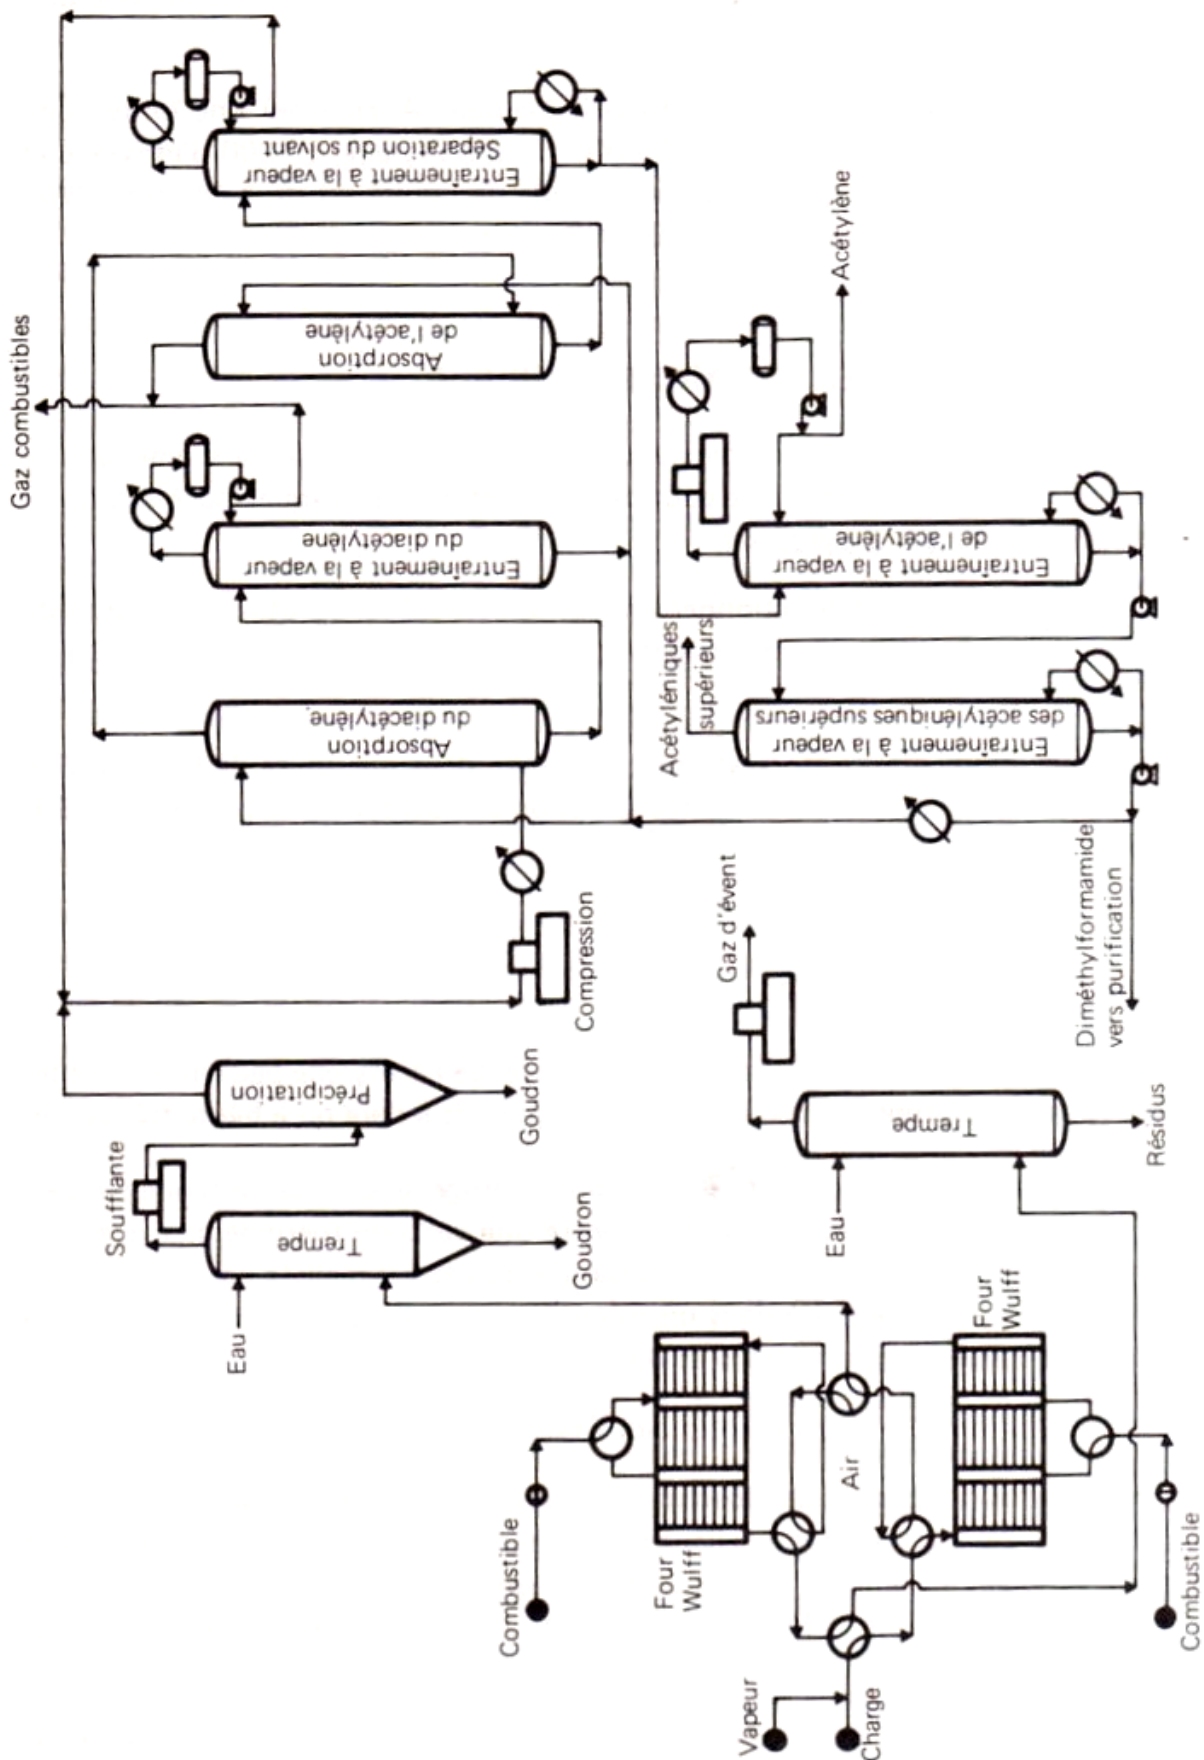 Gaz combustibles
Entraînement à la vapeur
Séparation du solvant
Absorption
de l'acétylène
Entraînement à la vapeur
du diacétylène
Absorption
du diacétylène
Acétylène
Entraînement à la vapeur
de l'acétylène
Acétyléniques
supérieurs
Entraînement à la vapeur
des acétyléniques supérieurs
Compression
Gaz d'évent
Diméthylformamide
vers purification
Précipitation
Goudron
Soufflante
Trempe
Goudron
Eau
Trempe
Résidus
Eau
Four
Wulff
Air
Four
Wulff
Combustible
Combustible
Vapeur
Charge